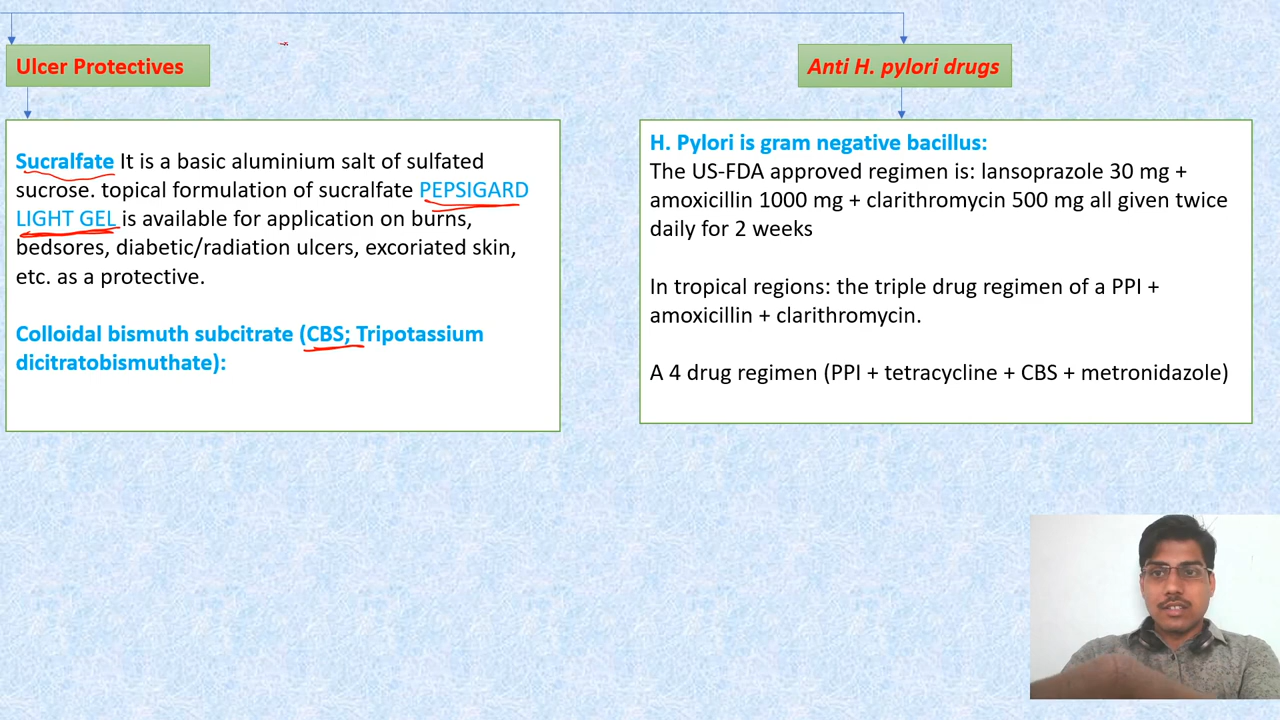 Ulcer Protectives
Sucralfate It is a basic aluminium salt of sulfated
sucrose. topical formulation of sucralfate PEPSIGARD
LIGHT GEL is available for application on burns,
bedsores, diabetic/radiation ulcers, excoriated skin,
etc. as a protective.
Colloidal bismuth subcitrate (CBS; Tripotassium
dicitratobismuthate):
Anti H. pylori drugs
H. Pylori is gram negative bacillus:
The US-FDA approved regimen is: lansoprazole 30 mg +
amoxicillin 1000 mg + clarithromycin 500 mg all given twice
daily for 2 weeks
In tropical regions: the triple drug regimen of a PPI +
amoxicillin + clarithromycin.
A 4 drug regimen (PPI + tetracycline + CBS + metronidazole)